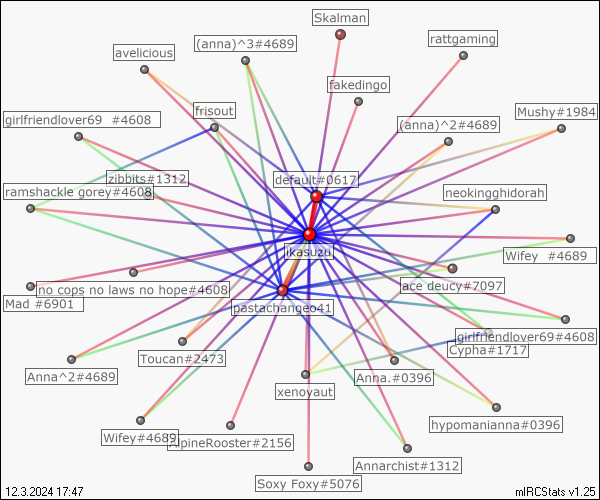 Skalman
avelicious
(anna)^3#4689
rattgaming
fakedingo
girlfriendlover69 #4608
frisout
(anna)^2#4689
Mushy#1984
zibbits#1312
default#0617
ramshackle gorey#4608
neokingghidorah
ikasuzu
Wifey #4689
no cops no laws no hope#4608
ace deucy#7097
Mad #6901
pastachangeo41
girlfriendlover69#4608
Toucan#2473
Cypha#1717
Anna^2#4689
Anna.#0396
xenoyaut
hypomanianna#0396
Wifey#4689
AlpineRooster#2156
Annarchist#1312
Soxy Foxy#5076
12.3.2024 17:47
mIRCStats v1.25